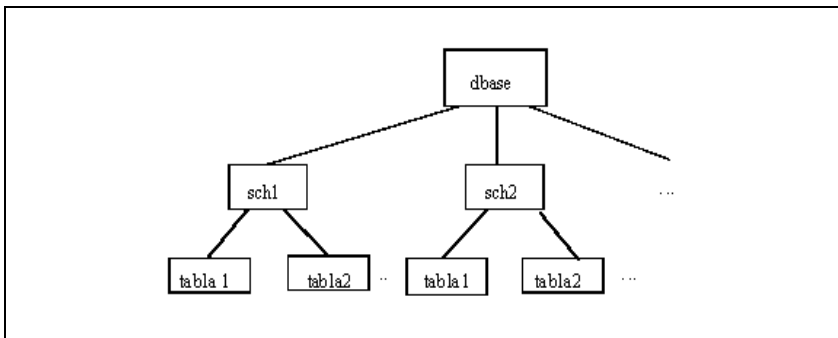 dbase
sch1 sch2 ...
tabla 1 tabla2 .. tabla1 tabla2 ...